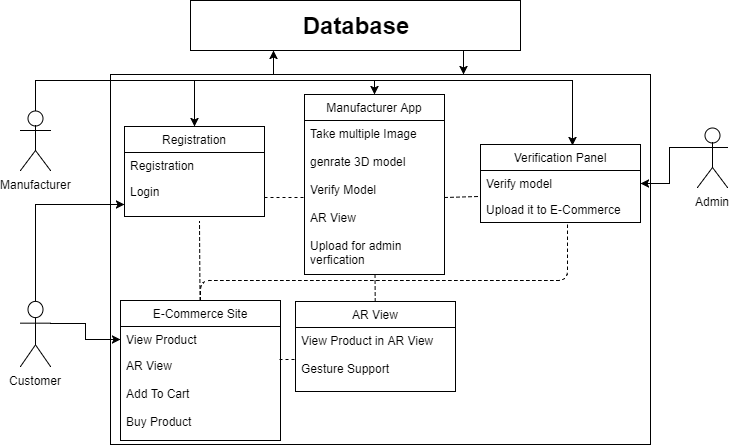 Database
Manufacturer App
Take multiple Image
genrate 3D model
Verify Model
AR View
Upload for admin
verfication
Registration
Registration
Login
Verification Panel
Verify model
Upload it to E-Commerce
Manufacturer
Admin
E-Commerce Site
View Product
AR View
Add To Cart
Buy Product
AR View
View Product in AR View
Gesture Support
Customer